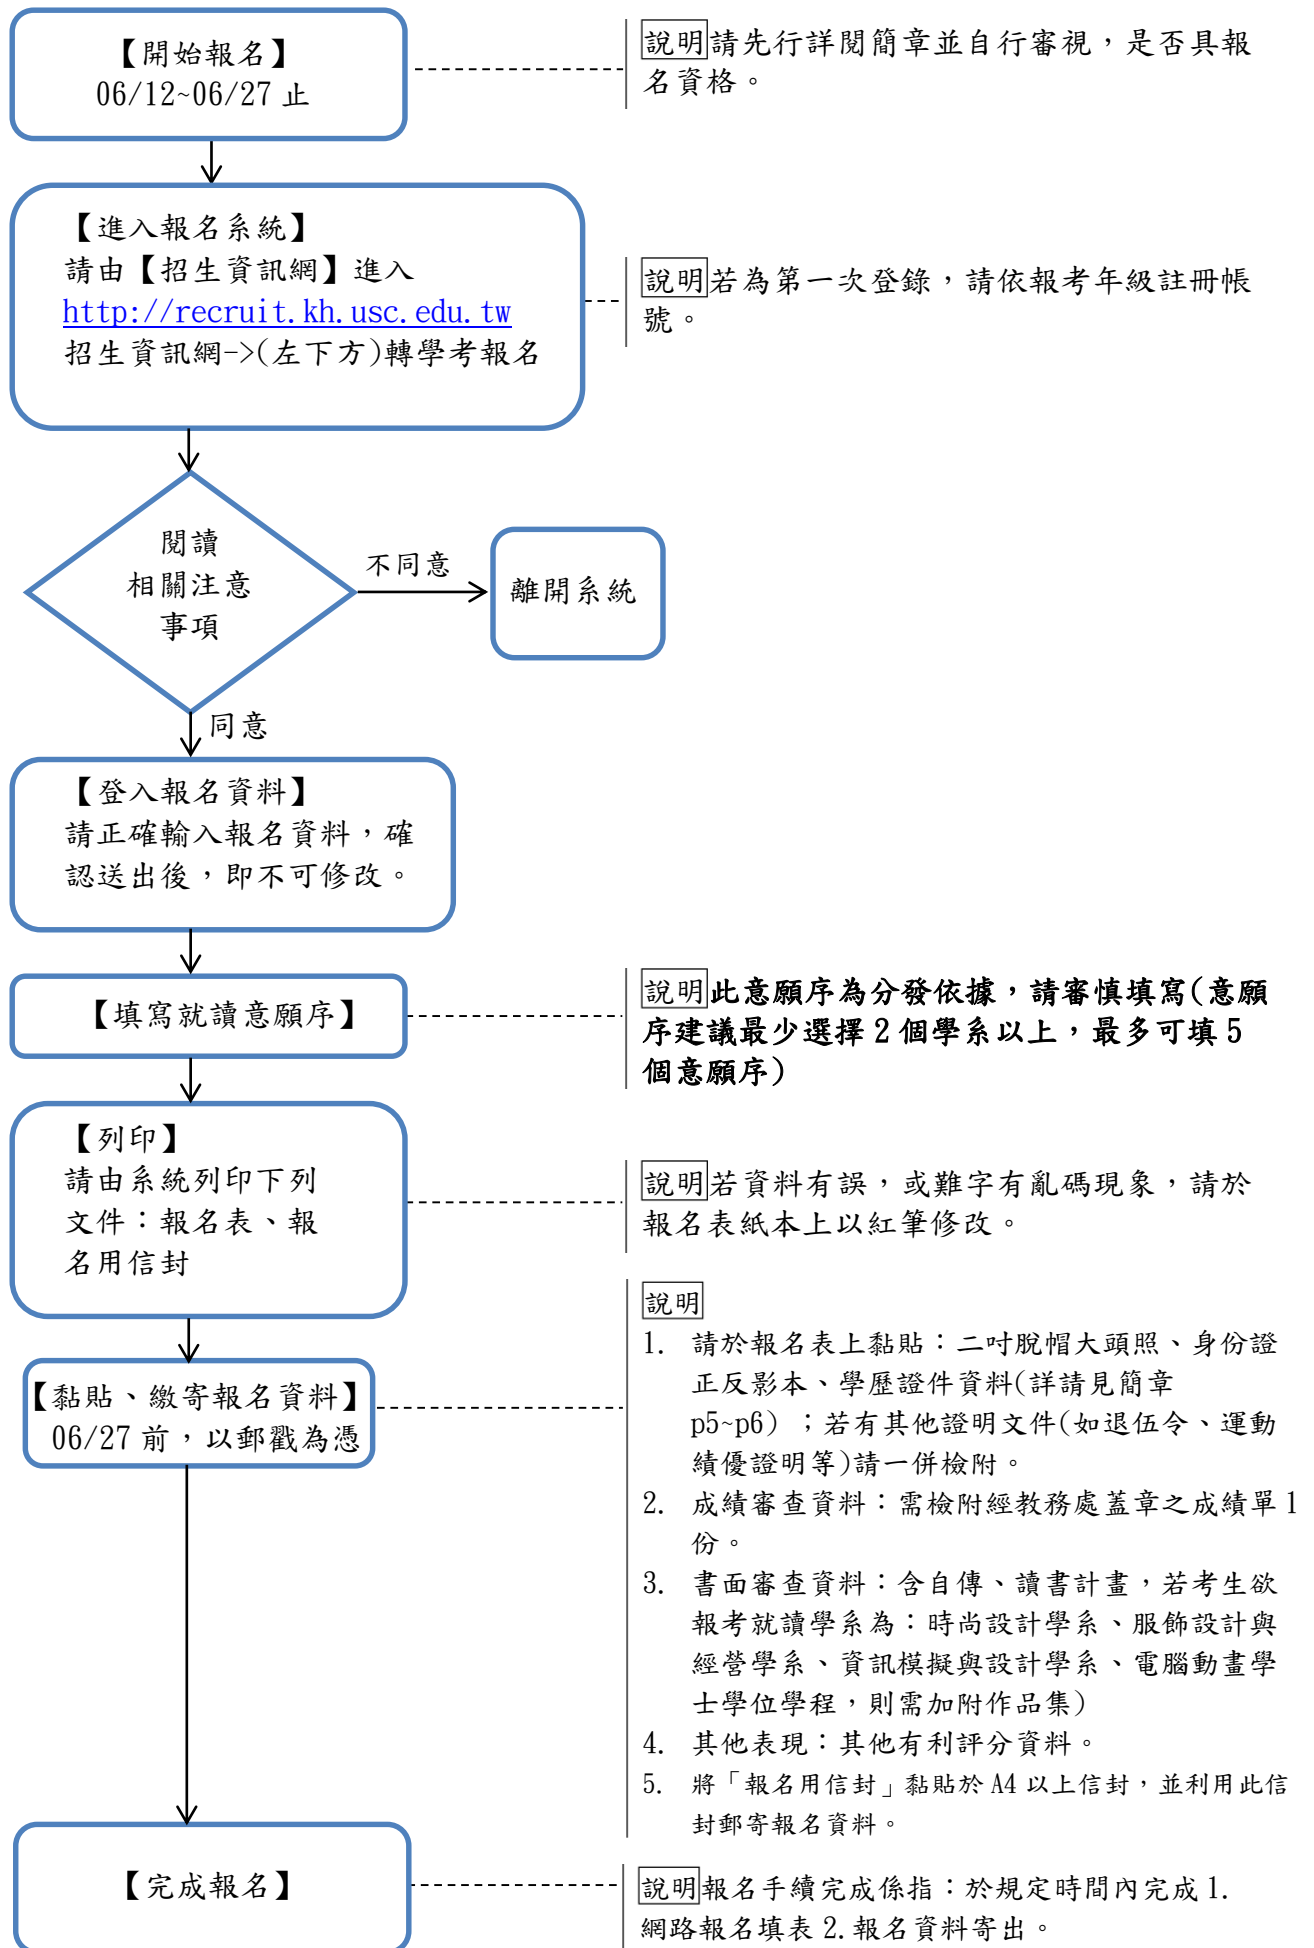 【開始報名】
06/12~06/27 止
說明請先行詳閱簡章並自行審視，是否具報
名資格。
【進入報名系統】
請由【招生資訊網】進入
http://recruit.kh.usc.edu.tw
招生資訊網->(左下方)轉學考報名
說明若為第一次登錄，請依報考年級註冊帳
號。
閱讀
相關注意
事項
不同意
離開系統
同意
【登入報名資料】
請正確輸入報名資料，確
認送出後，即不可修改。
【填寫就讀意願序】
說明此意願序為分發依據，請審慎填寫(意願
序建議最少選擇 2 個學系以上，最多可填 5
個意願序)
【列印】
請由系統列印下列
文件：報名表、報
名用信封
說明若資料有誤，或難字有亂碼現象，請於
報名表紙本上以紅筆修改。
【黏貼、繳寄報名資料】
06/27 前，以郵戳為憑
說明
1. 請於報名表上黏貼：二吋脫帽大頭照、身份證
正反影本、學歷證件資料(詳請見簡章
p5~p6) ；若有其他證明文件(如退伍令、運動
績優證明等)請一併檢附。
2. 成績審查資料：需檢附經教務處蓋章之成績單 1
份。
3. 書面審查資料：含自傳、讀書計畫，若考生欲
報考就讀學系為：時尚設計學系、服飾設計與
經營學系、資訊模擬與設計學系、電腦動畫學
士學位學程，則需加附作品集)
4. 其他表現：其他有利評分資料。
5. 將「報名用信封」黏貼於 A4 以上信封，並利用此信
封郵寄報名資料。
【完成報名】
說明報名手續完成係指：於規定時間內完成 1.
網路報名填表 2.報名資料寄出。